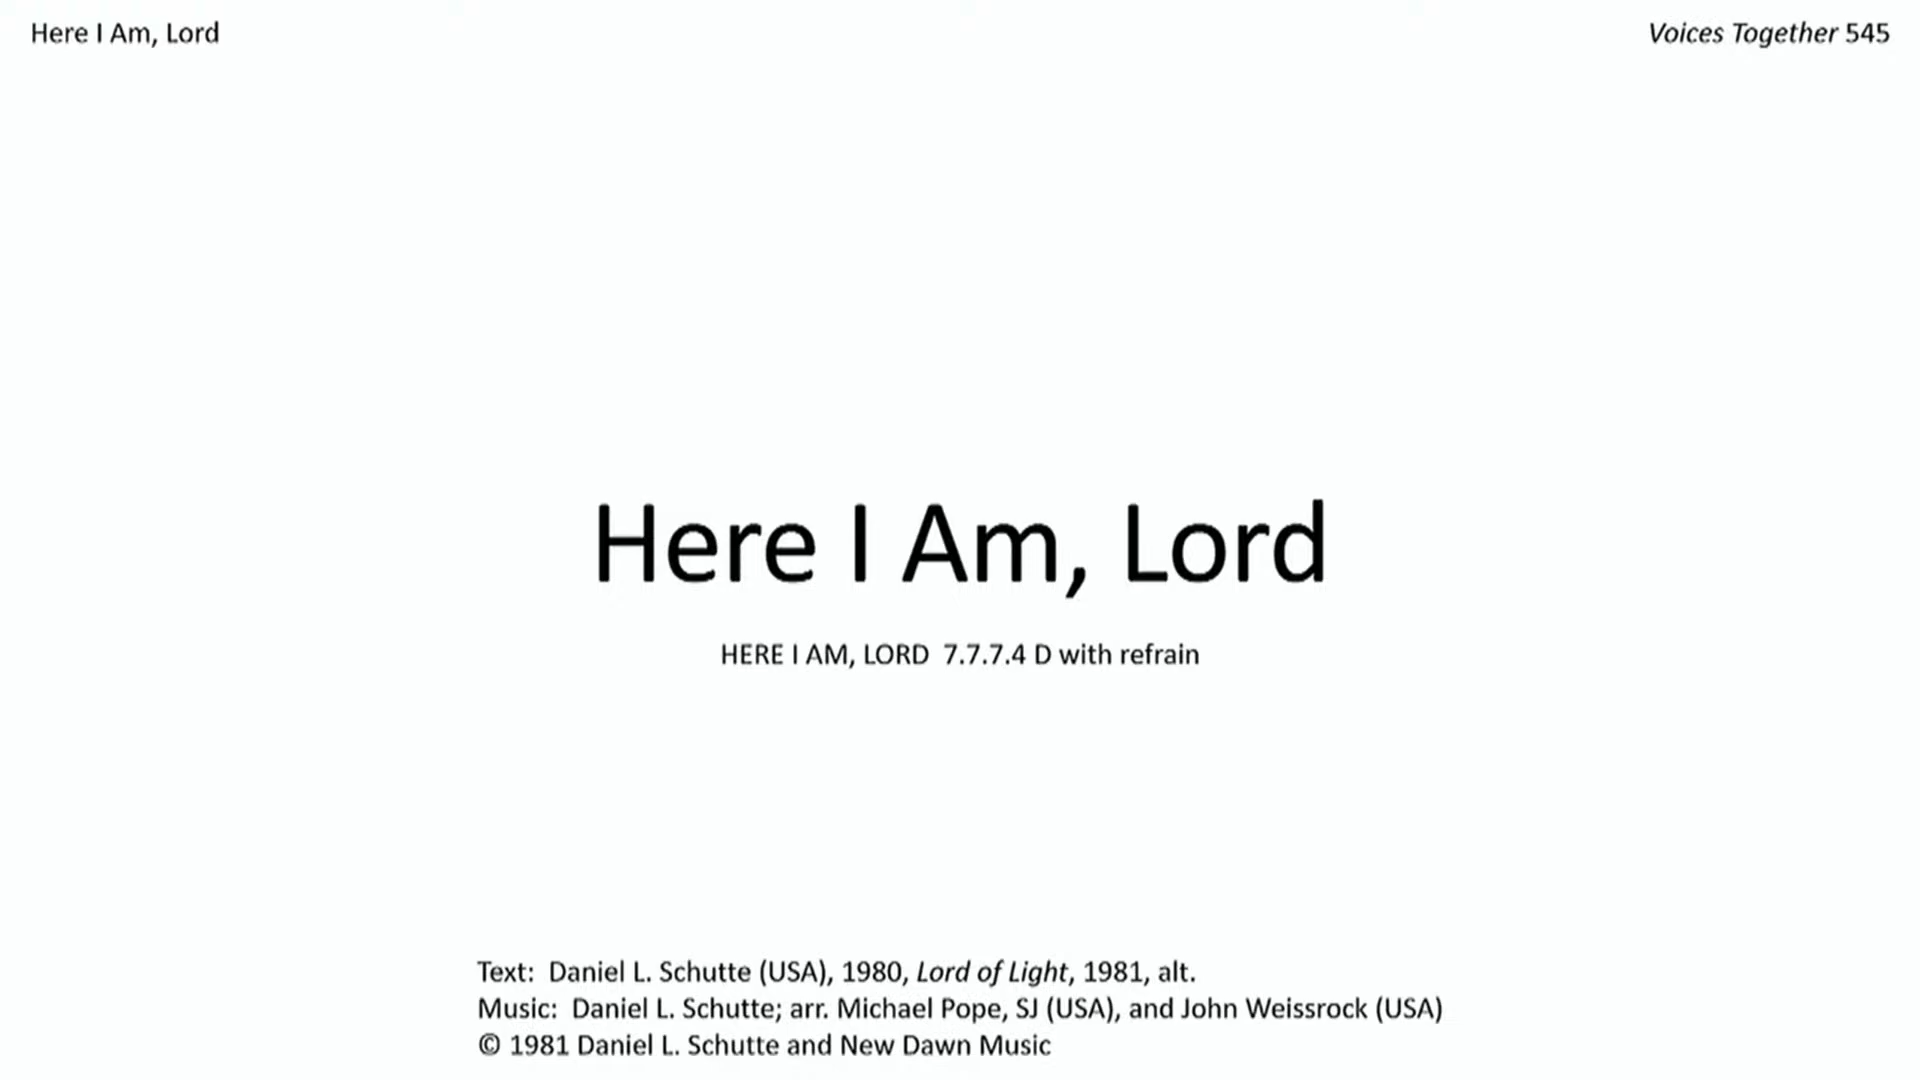 Here I Am, Lord
Voices Together 545
Here I Am, Lord
HERE I AM, LORD  7.7.7.4 D with refrain
Text:  Daniel L. Schutte (USA), 1980, Lord of Light, 1981, alt.
Music:  Daniel L. Schutte; arr. Michael Pope, SJ (USA), and John Weissrock (USA)
© 1981 Daniel L. Schutte and New Dawn Music